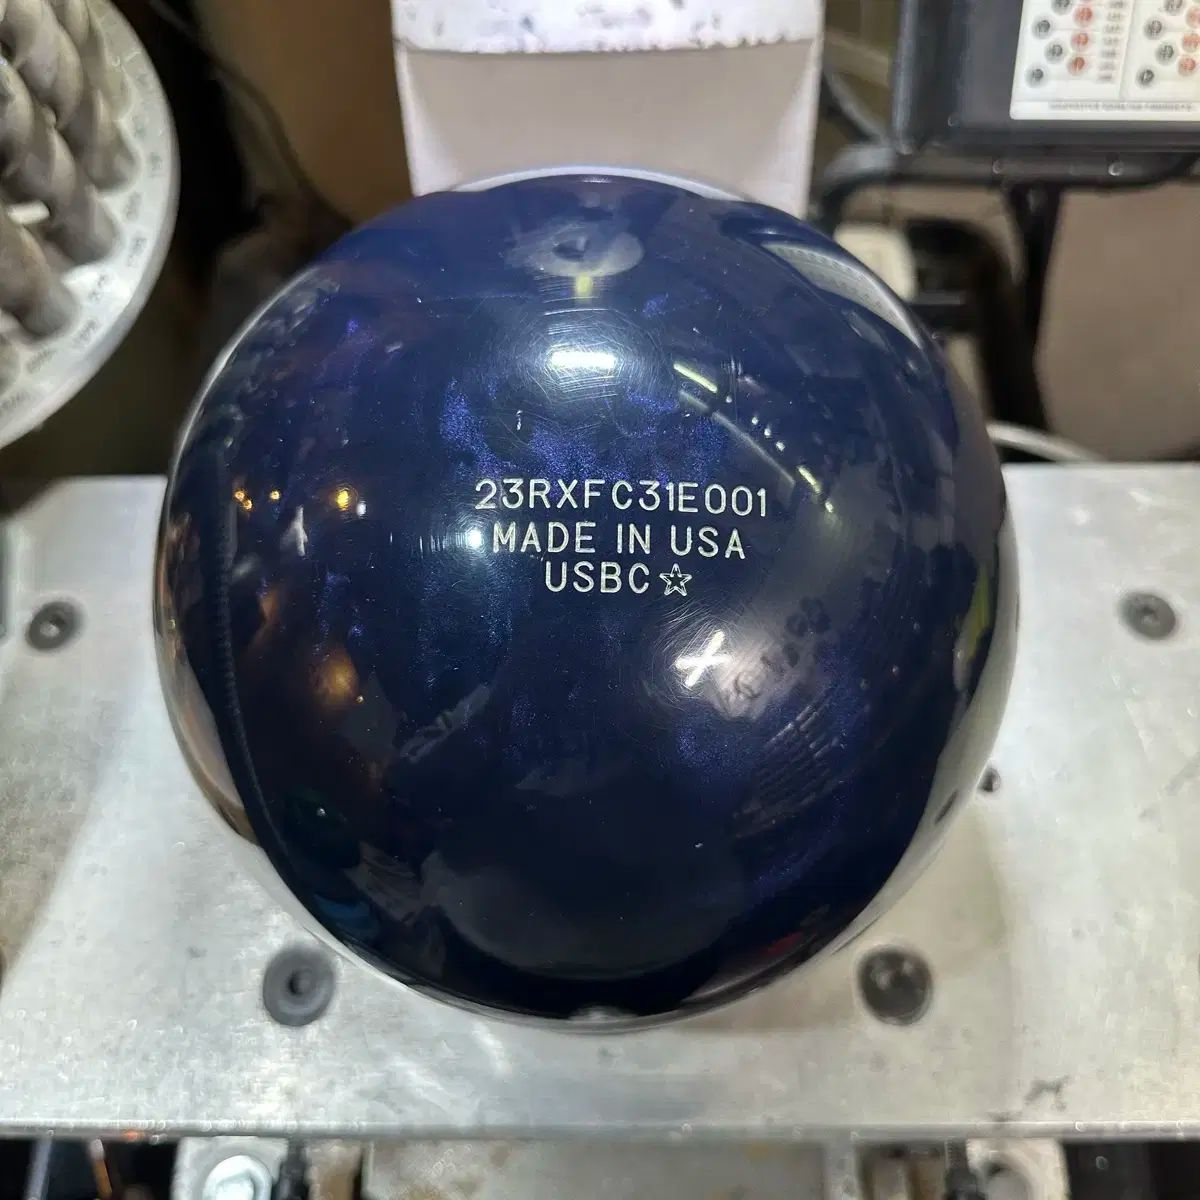 23RXFC31E001
MADE IN USA
USBC☆